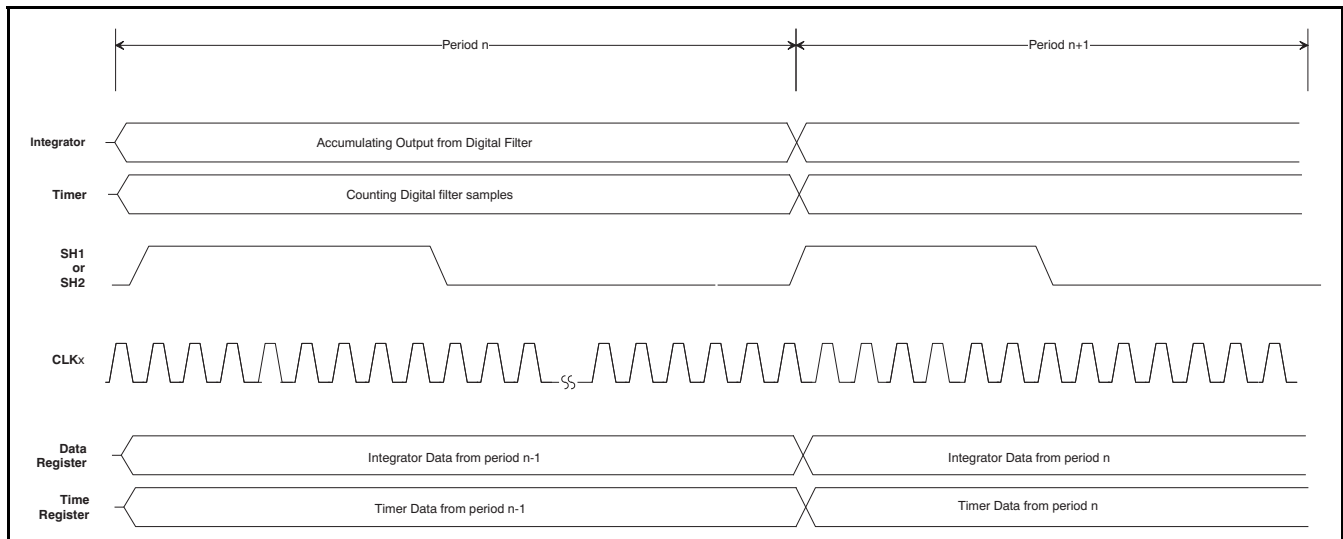 Period n
Period n+1
Integrator
Accumulating Output from Digital Filter
Timer
Counting Digital filter samples
SH1
or
SH2
CLKx
Data
Register
Integrator Data from period n-1
Integrator Data from period n
Time
Register
Timer Data from period n-1
Timer Data from period n